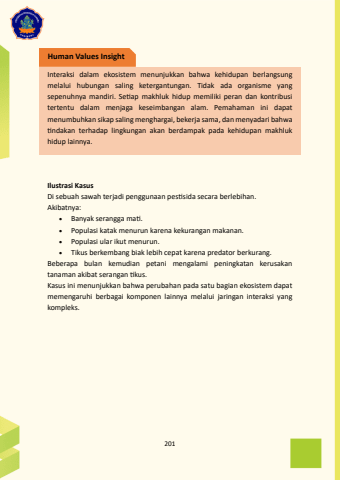 Human Values Insight
Interaksi dalam ekosistem menunjukkan bahwa kehidupan berlangsung
melalui hubungan saling ketergantungan. Tidak ada organisme yang
sepenuhnya mandiri. Setiap makhluk hidup memiliki peran dan kontribusi
tertentu dalam menjaga keseimbangan alam. Pemahaman ini dapat
menumbuhkan sikap saling menghargai, bekerja sama, dan menyadari bahwa
tindakan terhadap lingkungan akan berdampak pada kehidupan makhluk
hidup lainnya.
Ilustrasi Kasus
Di sebuah sawah terjadi penggunaan pestisida secara berlebihan.
Akibatnya:
• Banyak serangga mati.
• Populasi katak menurun karena kekurangan makanan.
• Populasi ular ikut menurun.
• Tikus berkembang biak lebih cepat karena predator berkurang.
Beberapa bulan kemudian petani mengalami peningkatan kerusakan
tanaman akibat serangan tikus.
Kasus ini menunjukkan bahwa perubahan pada satu bagian ekosistem dapat
memengaruhi berbagai komponen lainnya melalui jaringan interaksi yang
kompleks.
201